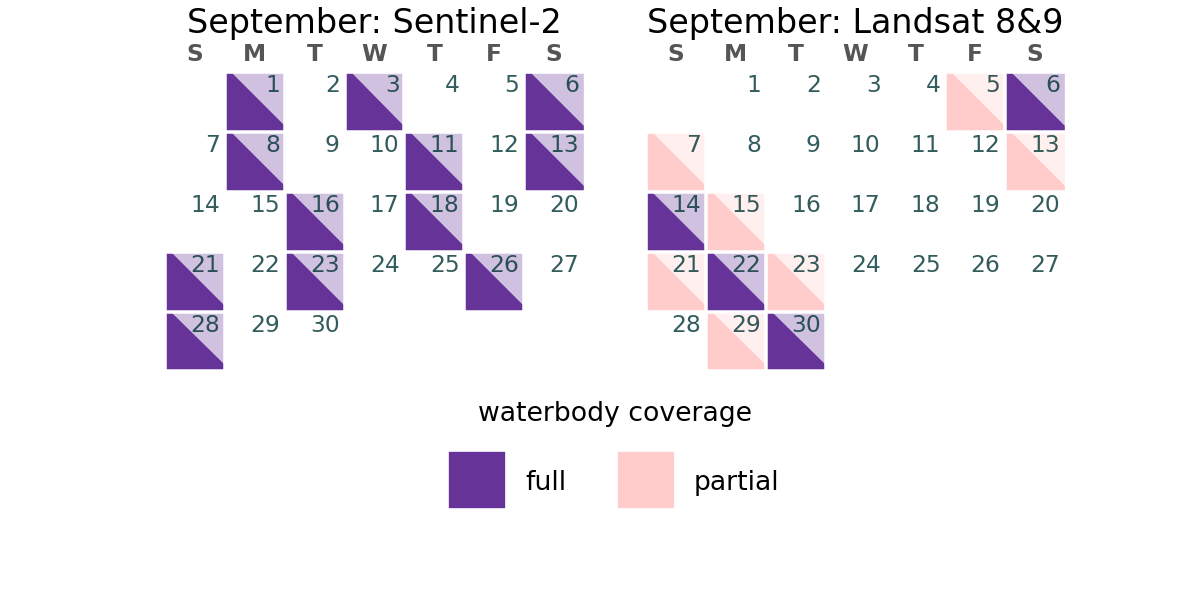 September: Sentinel-2
S M T W T F S
1 2 3 4 5 6
7 8 9 10 11 12 13
14 15 16 17 18 19 20
21 22 23 24 25 26 27
28 29 30
September: Landsat 8&9
S M T W T F S
1 2 3 4 5 6
7 8 9 10 11 12 13
14 15 16 17 18 19 20
21 22 23 24 25 26 27
28 29 30
waterbody coverage
full partial